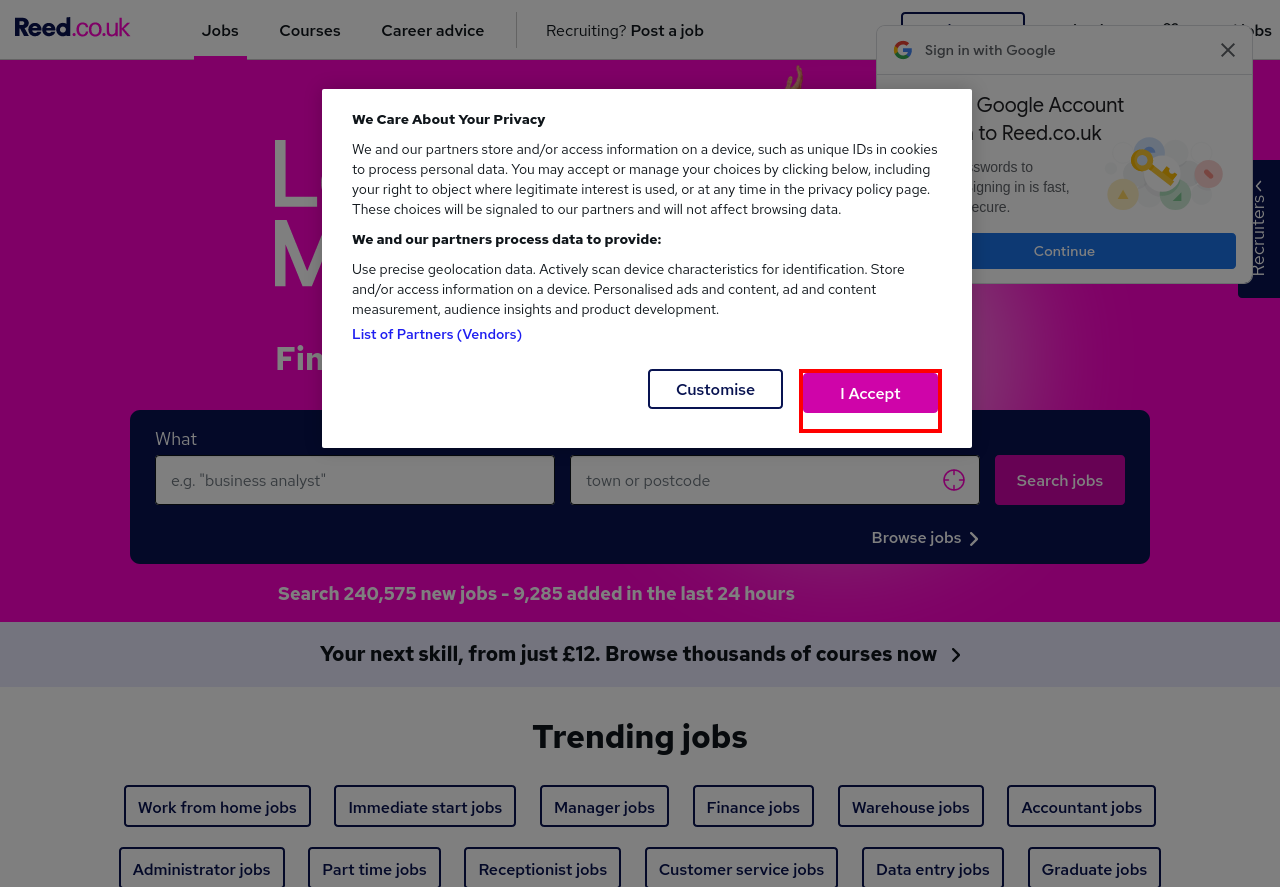 Reed.co.uk
Jobs
Courses
Career advice
Recruiting? Post a job
Sign in with Google
Google Account
to Reed.co.uk
signing in is fast,
Continue
Recruiters
We Care About Your Privacy
We and our partners store and/or access information on a device, such as unique IDs in cookies
to process personal data. You may accept or manage your choices by clicking below, including
your right to object where legitimate interest is used, or at any time in the privacy policy page.
These choices will be signaled to our partners and will not affect browsing data.
We and our partners process data to provide:
Use precise geolocation data. Actively scan device characteristics for identification. Store
and/or access information on a device. Personalised ads and content, ad and content
measurement, audience insights and product development.
List of Partners (Vendors)
Customise
I Accept
What
e.g. "business analyst"
town or postcode
Search jobs
Browse jobs
Search 240,575 new jobs - 9,285 added in the last 24 hours
Your next skill, from just £12. Browse thousands of courses now
Trending jobs
Work from home jobs
Immediate start jobs
Manager jobs
Finance jobs
Warehouse jobs
Accountant jobs
Administrator jobs
Part time jobs
Receptionist jobs
Customer service jobs
Data entry jobs
Graduate jobs